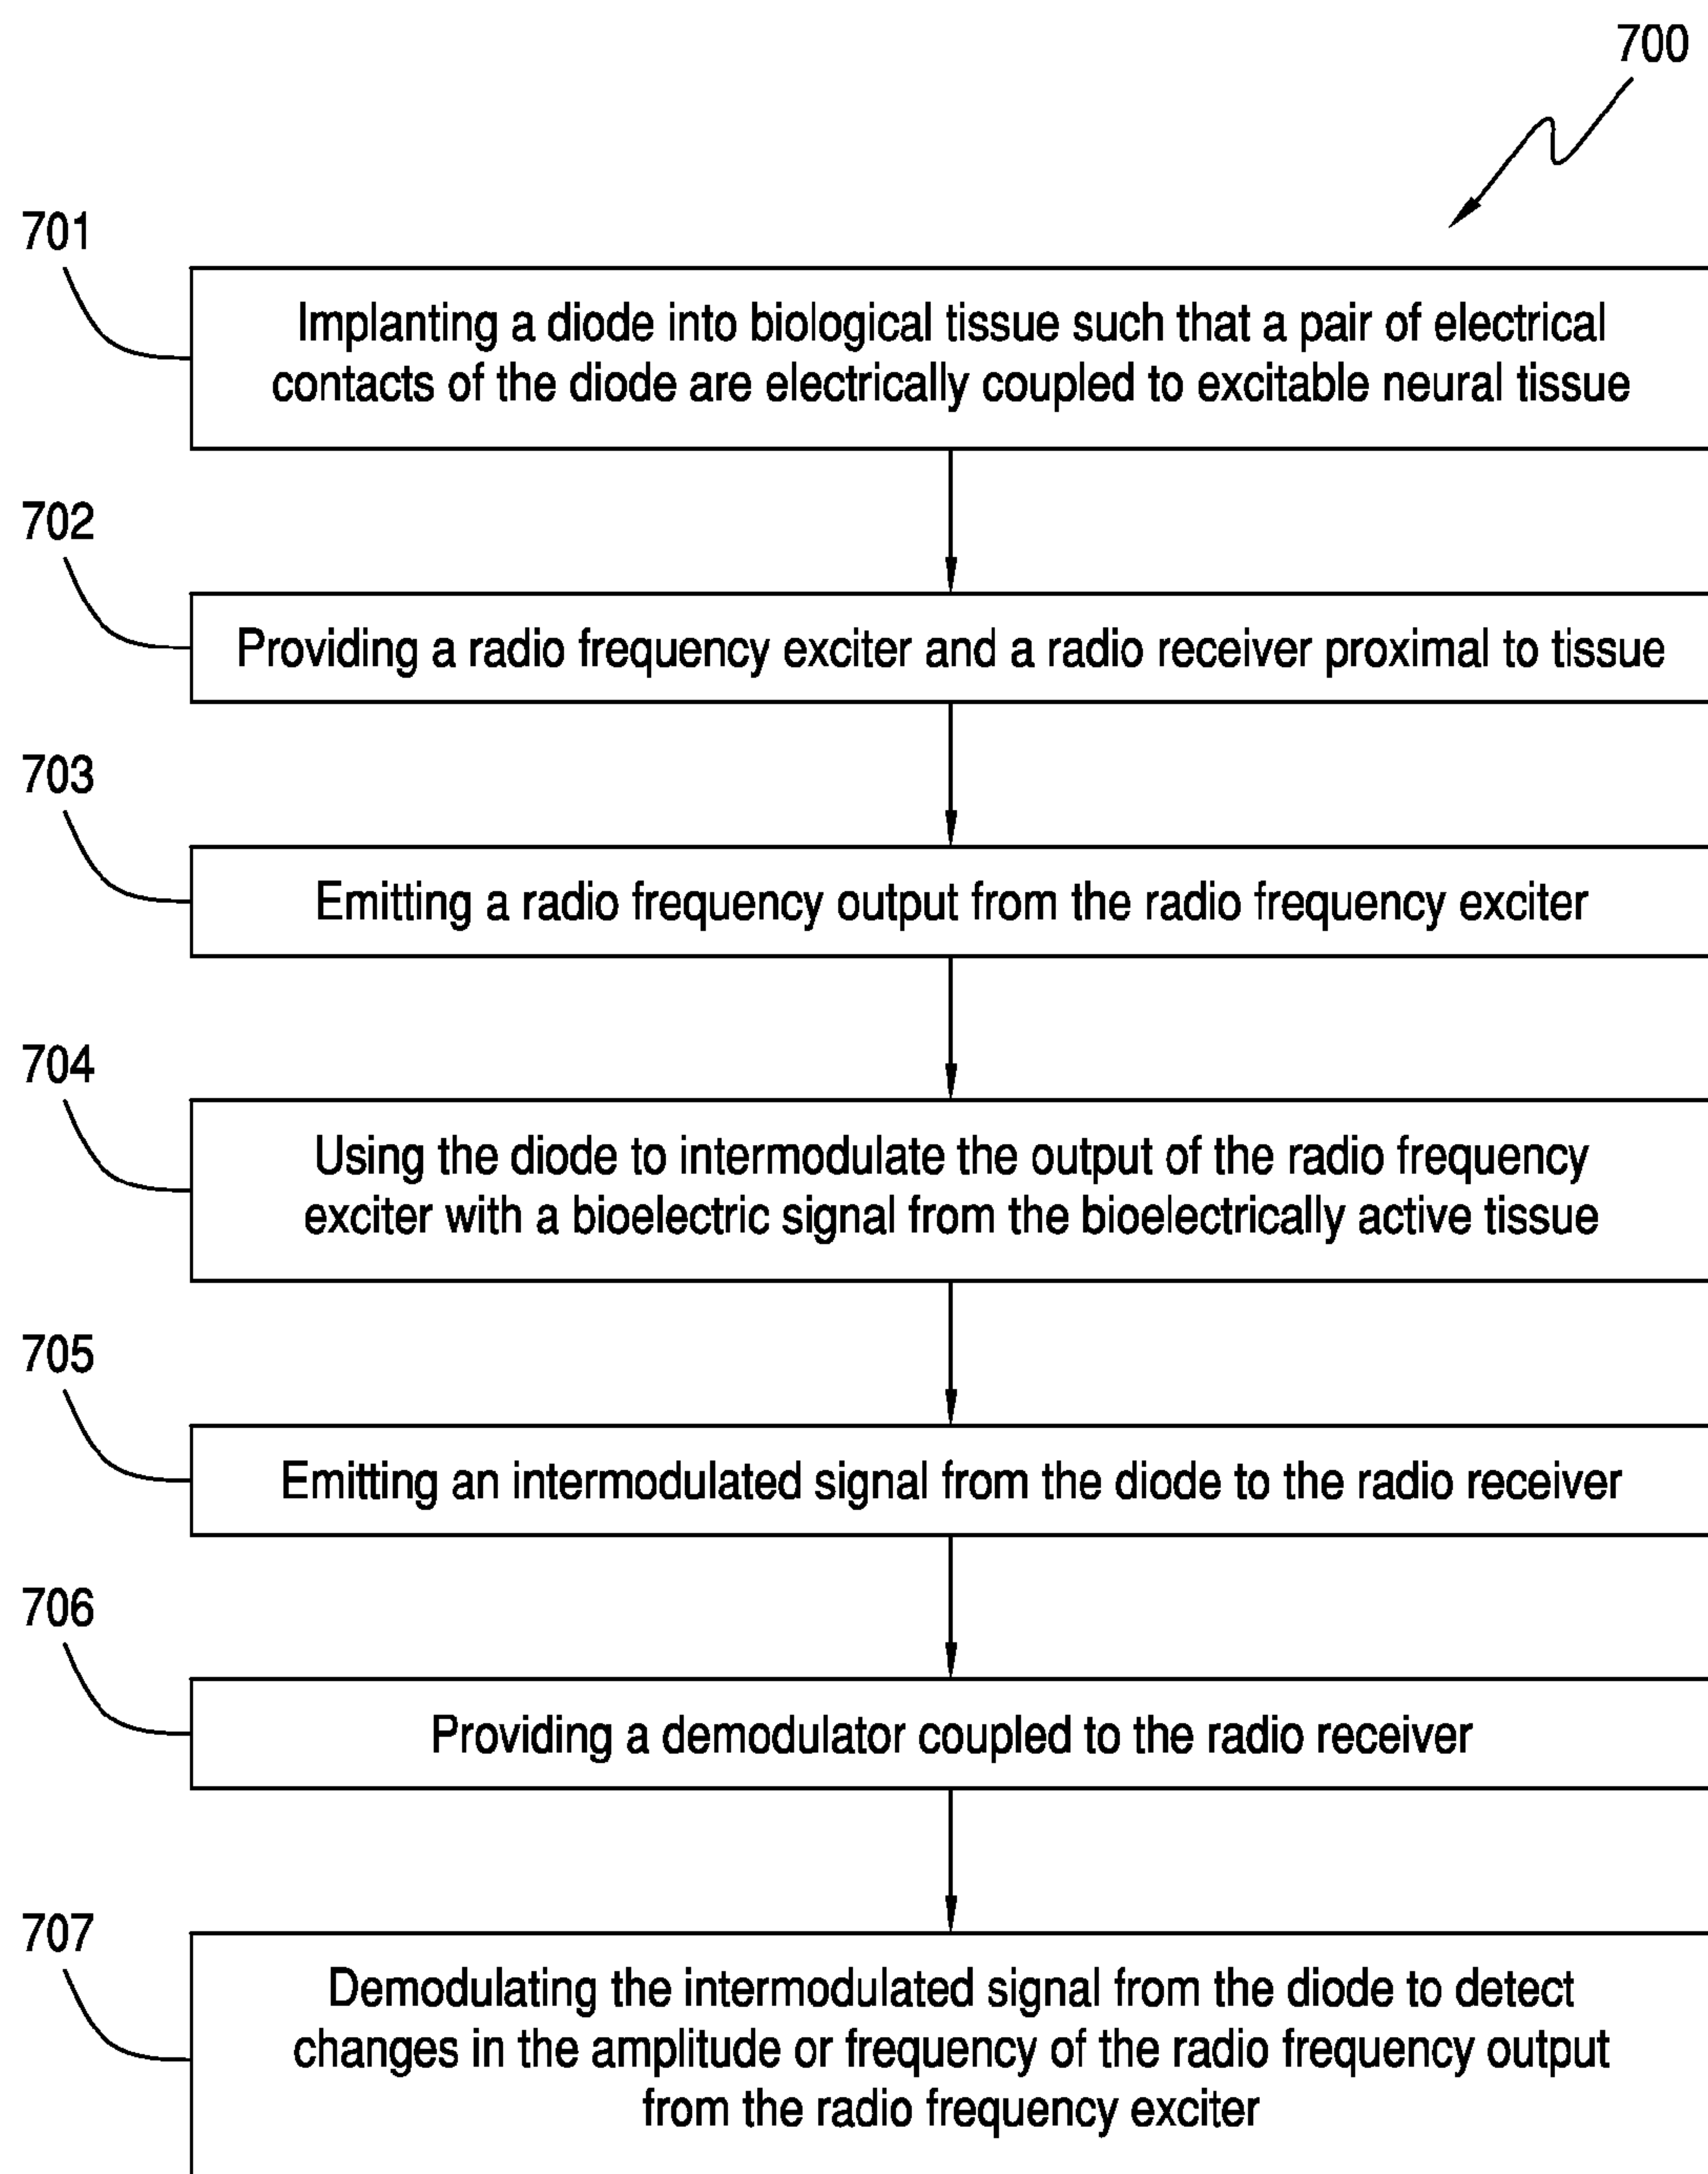 700
701
Implanting a diode into biological tissue such that a pair of electrical
contacts of the diode are electrically coupled to excitable neural tissue
702
Providing a radio frequency exciter and a radio receiver proximal to tissue
703
Emitting a radio frequency output from the radio frequency exciter
704
Using the diode to intermodulate the output of the radio frequency
exciter with a bioelectric signal from the bioelectrically active tissue
705
Emitting an intermodulated signal from the diode to the radio receiver
706
Providing a demodulator coupled to the radio receiver
707
Demodulating the intermodulated signal from the diode to detect
changes in the amplitude or frequency of the radio frequency output
from the radio frequency exciter